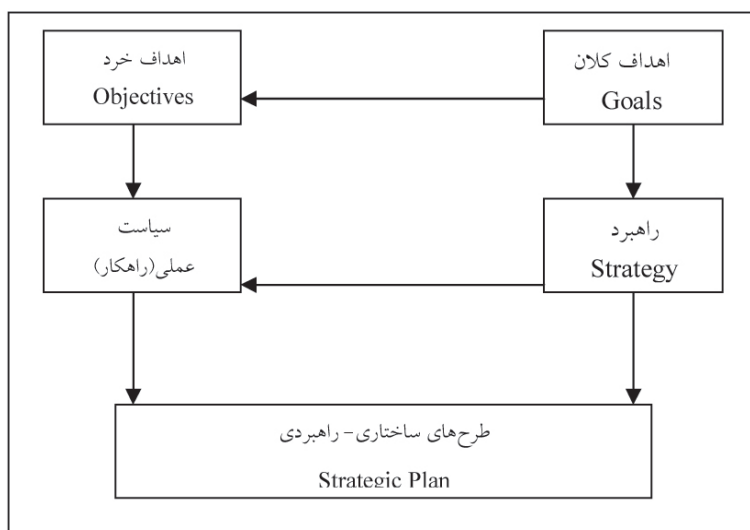 اهداف کلان
Goals
اهداف خرد
Objectives
راهبرد
Strategy
سیاست
عملی(راهکار)
طرح‌های ساختاری- راهبردی
Strategic Plan